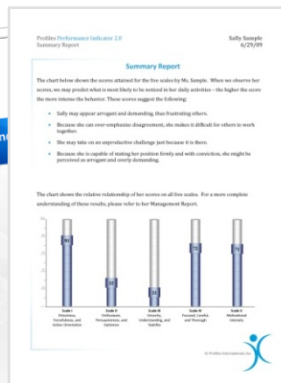 Profiles Performance Indicator 2.0
Sally Sample
Summary Report
6/29/09
Summary Report
The chart below shows the scores attained for the five scales by Ms. Sample. When we observe her
scores, we may predict what is most likely to be noticed in her daily activities – the higher the score
the more intense the behavior. These scores suggest the following:
• Sally may appear arrogant and demanding, thus frustrating others.
• Because she can over-emphasize disagreement, she makes it difficult for others to work
together.
• She may take on an unproductive challenge just because it is there.
• Because she is capable of stating her position firmly and with conviction, she might be
perceived as arrogant and overly demanding.
The chart shows the relative relationship of her scores on all five scales. For a more complete
understanding of these results, please refer to her Management Report.
Scale I
Scale II
Scale III
Scale IV
Scale V
© Profiles International, Inc